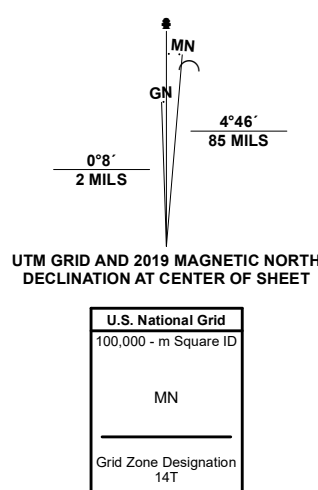 MN
GN
4°46´
85 MILS
0°8´
2 MILS
UTM GRID AND 2019 MAGNETIC NORTH
DECLINATION AT CENTER OF SHEET
U.S. National Grid
100,000 - m Square ID
MN
Grid Zone Designation
14T